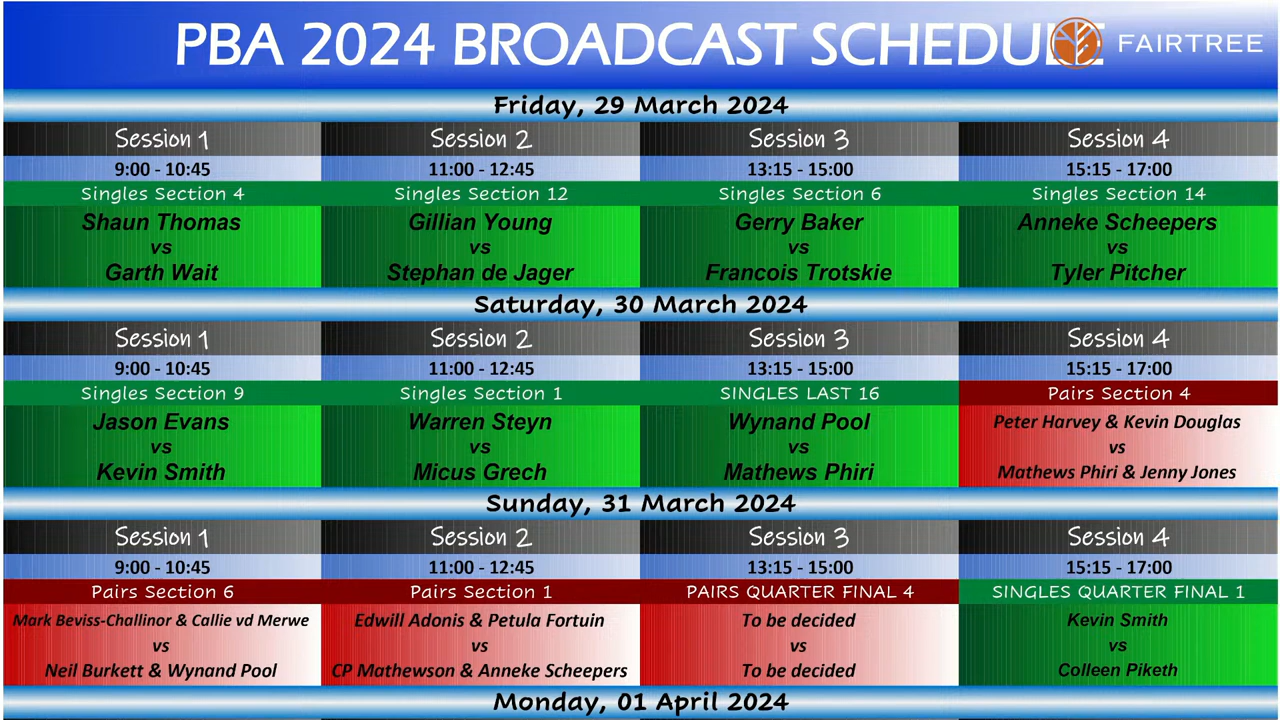 PBA 2024 BROADCAST SCHEDULE
FAIRTREE
Friday, 29 March 2024
Session 1 Session 2 Session 3 Session 4
9:00 - 10:45 11:00 - 12:45 13:15 - 15:00 15:15 - 17:00
Singles Section 4 Singles Section 12 Singles Section 6 Singles Section 14
Shaun Thomas Gillian Young Gerry Baker Anneke Scheepers
vs vs vs vs
Garth Wait Stephan de Jager Francois Trotskie Tyler Pitcher
Saturday, 30 March 2024
Session 1 Session 2 Session 3 Session 4
9:00 - 10:45 11:00 - 12:45 13:15 - 15:00 15:15 - 17:00
Singles Section 9 Singles Section 1 SINGLES LAST 16 Pairs Section 4
Jason Evans Warren Steyn Wynand Pool Peter Harvey & Kevin Douglas
vs vs vs vs
Kevin Smith Micus Grech Mathews Phiri Mathews Phiri & Jenny Jones
Sunday, 31 March 2024
Session 1 Session 2 Session 3 Session 4
9:00 - 10:45 11:00 - 12:45 13:15 - 15:00 15:15 - 17:00
Pairs Section 6 Pairs Section 1 PAIRS QUARTER FINAL 4 SINGLES QUARTER FINAL 1
Mark Beviss-Challinor & Callie vd Merwe Edwill Adonis & Petula Fortuin To be decided Kevin Smith
vs vs vs vs
Neil Burkett & Wynand Pool CP Mathewson & Anneke Scheepers To be decided Colleen Piketh
Monday, 01 April 2024